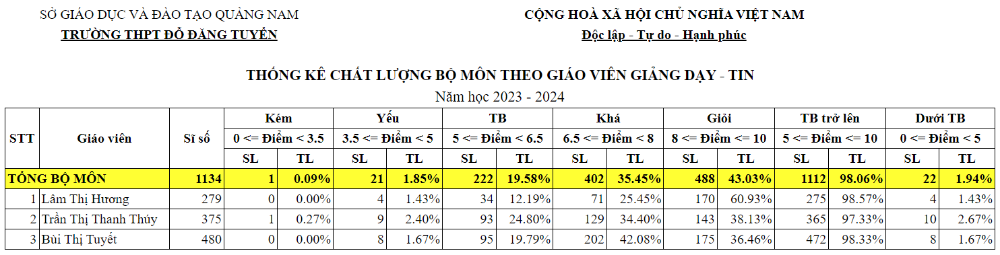 SỞ GIÁO DỤC VÀ ĐÀO TẠO QUẢNG NAM CỘNG HOÀ XÃ HỘI CHỦ NGHĨA VIỆT NAM
TRƯỜNG THPT ĐỖ ĐĂNG TUYỂN Độc lập - Tự do - Hạnh phúc
THỐNG KÊ CHẤT LƯỢNG BỘ MÔN THEO GIÁO VIÊN GIẢNG DẠY - TIN
Năm học 2023 - 2024
STT Giáo viên Sĩ số Kém Yếu TB Khá Giỏi TB trở lên Dưới TB
0 <= Điểm < 3.5 3.5 <= Điểm < 5 5 <= Điểm < 6.5 6.5 <= Điểm < 8 8 <= Điểm <= 10 5 <= Điểm <= 10 0 <= Điểm < 5
SL TL SL TL SL TL SL TL SL TL SL TL SL TL
TỔNG BỘ MÔN 1134 1 0.09% 21 1.85% 222 19.58% 402 35.45% 488 43.03% 1112 98.06% 22 1.94%
1 Lâm Thị Hương 279 0 0.00% 4 1.43% 34 12.19% 71 25.45% 170 60.93% 275 98.57% 4 1.43%
2 Trần Thị Thanh Thúy 375 1 0.27% 9 2.40% 93 24.80% 129 34.40% 143 38.13% 365 97.33% 10 2.67%
3 Bùi Thị Tuyết 480 0 0.00% 8 1.67% 95 19.79% 202 42.08% 175 36.46% 472 98.33% 8 1.67%